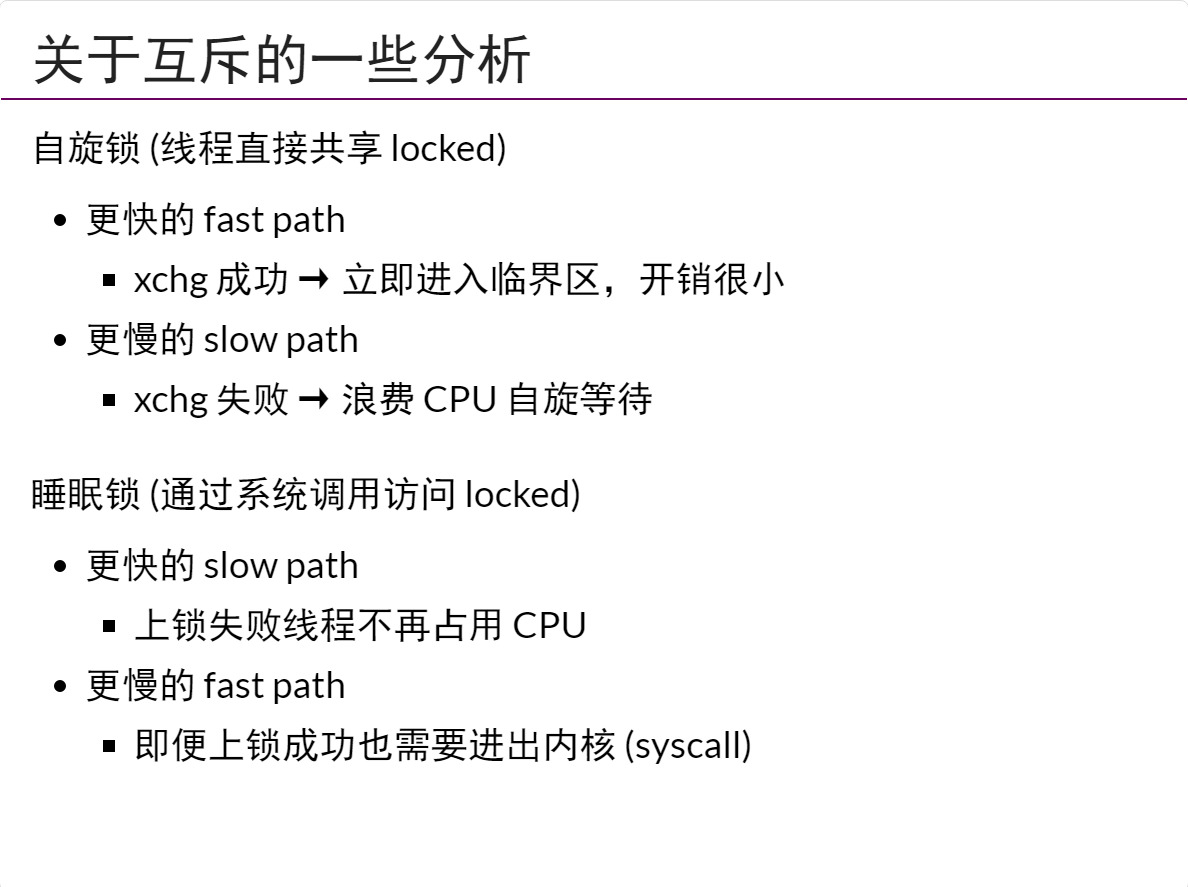 关于互斥的一些分析
自旋锁 (线程直接共享 locked)
• 更快的 fast path
▪ xchg 成功 → 立即进入临界区，开销很小
• 更慢的 slow path
▪ xchg 失败 → 浪费 CPU 自旋等待
睡眠锁 (通过系统调用访问 locked)
• 更快的 slow path
▪ 上锁失败线程不再占用 CPU
• 更慢的 fast path
▪ 即便上锁成功也需要进出内核 (syscall)